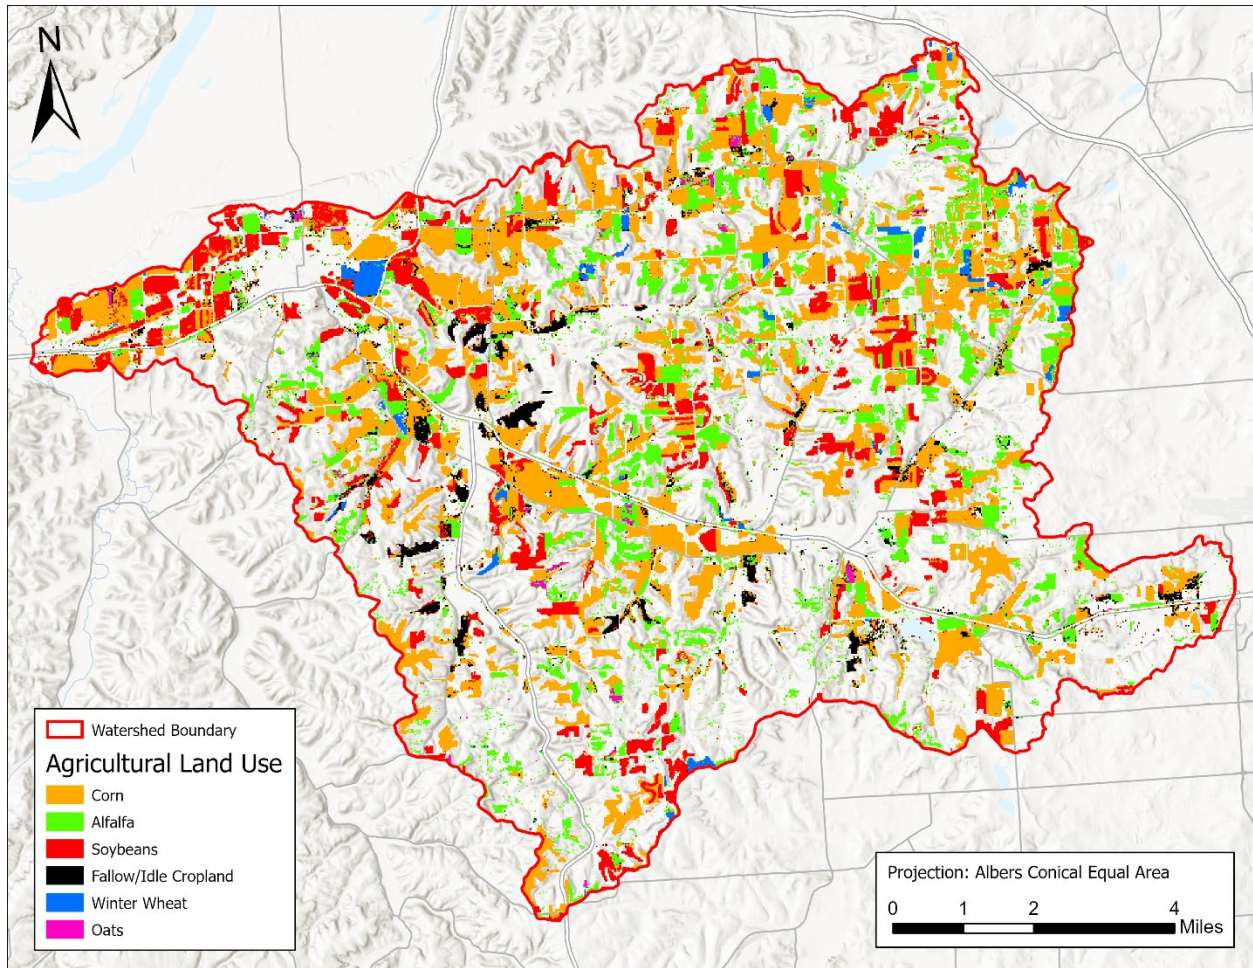 N
Watershed Boundary
Agricultural Land Use
Corn
Alfalfa
Soybeans
Fallow/Idle Cropland
Winter Wheat
Oats
Projection: Albers Conical Equal Area
0 1 2 4
Miles